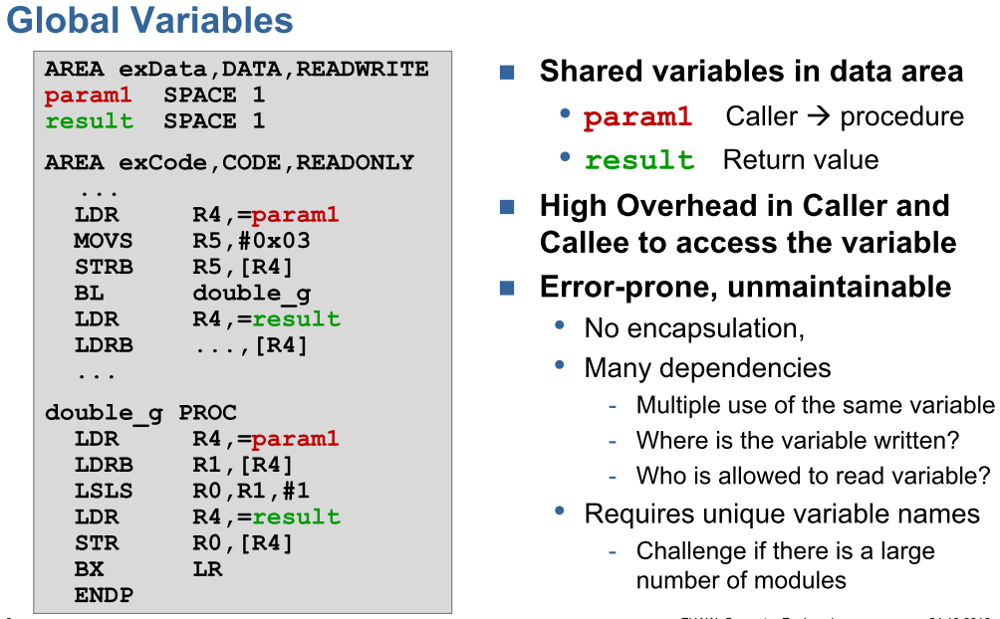 Global Variables
AREA exData,DATA,READWRITE
param1 SPACE 1
result SPACE 1
AREA exCode,CODE,READONLY
...
LDR R4,=param1
MOVS R5,#0x03
STRB R5,[R4]
BL double_g
LDR R4,=result
LDRB ...,[R4]
...
double_g PROC
LDR R4,=param1
LDRB R1,[R4]
LSLS R0,R1,#1
LDR R4,=result
STR R0,[R4]
BX LR
ENDP
■ Shared variables in data area
• param1 Caller → procedure
• result Return value
■ High Overhead in Caller and
Callee to access the variable
■ Error-prone, unmaintainable
• No encapsulation,
• Many dependencies
- Multiple use of the same variable
- Where is the variable written?
- Who is allowed to read variable?
• Requires unique variable names
- Challenge if there is a large
number of modules